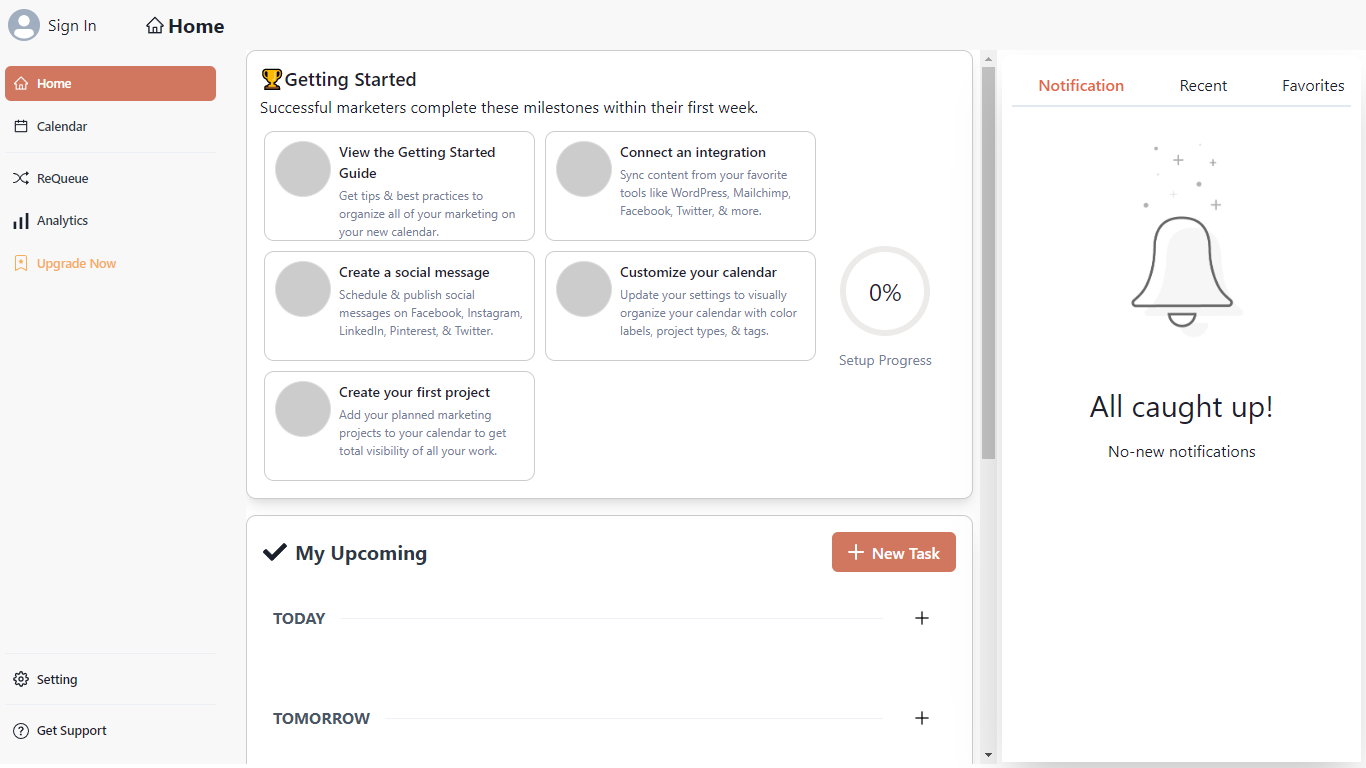 Sign In
Home
Home
Calendar
ReQueue
Analytics
Upgrade Now
Setting
Get Support
Getting Started
Successful marketers complete these milestones within their first week.
View the Getting Started
Guide
Get tips & best practices to
organize all of your marketing on
your new calendar.
Connect an integration
Sync content from your favorite
tools like WordPress, Mailchimp,
Facebook, Twitter, & more.
Create a social message
Schedule & publish social
messages on Facebook, Instagram,
LinkedIn, Pinterest, & Twitter.
Customize your calendar
Update your settings to visually
organize your calendar with color
labels, project types, & tags.
Create your first project
Add your planned marketing
projects to your calendar to get
total visibility of all your work.
0%
Setup Progress
My Upcoming
New Task
TODAY
TOMORROW
Notification
Recent
Favorites
All caught up!
No-new notifications